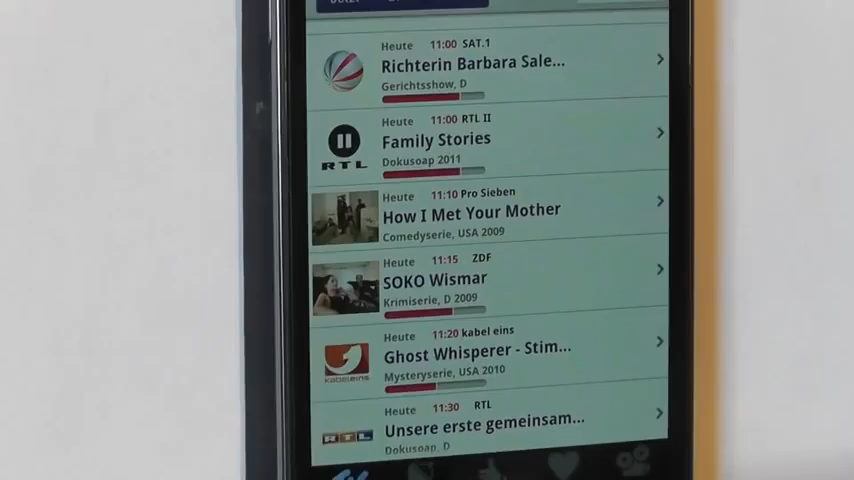 Heute 11:00 SAT.1
Richterin Barbara Sale...
Gerichtsshow, D
Heute 11:00 RTL II
Family Stories
Dokusoap 2011
RTL
Heute 11:10 Pro Sieben
How I Met Your Mother
Comedyserie, USA 2009
Heute 11:15 ZDF
SOKO Wismar
Krimiserie, D 2009
Heute 11:20 kabel eins
Ghost Whisperer - Stim...
Mysteryserie, USA 2010
kabeleins
Heute 11:30 RTL
Unsere erste gemeinsam...
RTL
Dokusoap, D